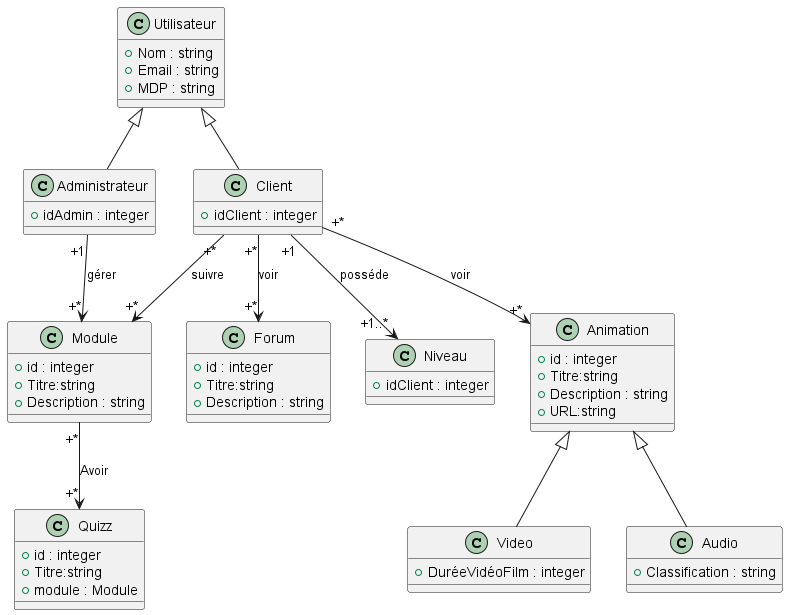 C Utilisateur
Nom : string
Email : string
MDP : string
C Administrateur
idAdmin : integer
C Client
idClient : integer
+1
gérer
+*
+*
suivre
+*
+*
voir
+*
+1
posséde
+1..*
+*
voir
+*
C Module
id : integer
Titre:string
Description : string
C Forum
id : integer
Titre:string
Description : string
C Niveau
idClient : integer
C Animation
id : integer
Titre:string
Description : string
URL:string
+*
Avoir
+*
C Quizz
id : integer
Titre:string
module : Module
C Video
DuréeVidéoFilm : integer
C Audio
Classification : string